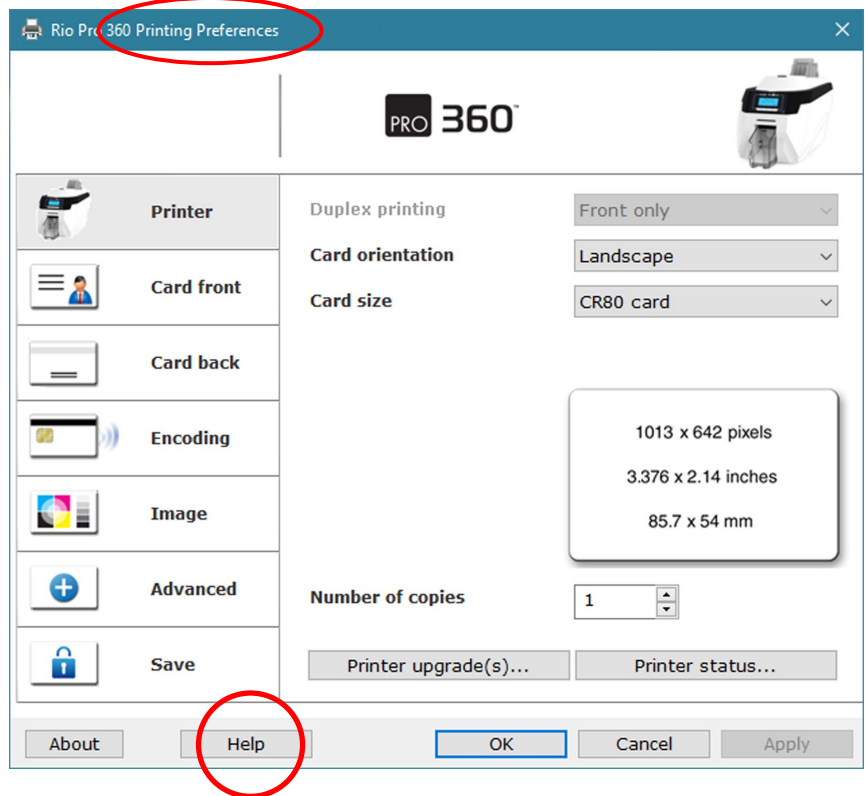 Rio Pro 360 Printing Preferences
PRO 360™
Printer
Duplex printing Front only
Card orientation Landscape
Card front
Card size CR80 card
Card back
Encoding
1013 x 642 pixels
3.376 x 2.14 inches
85.7 x 54 mm
Image
Advanced
Number of copies 1
Save
Printer upgrade(s)... Printer status...
About Help OK Cancel Apply